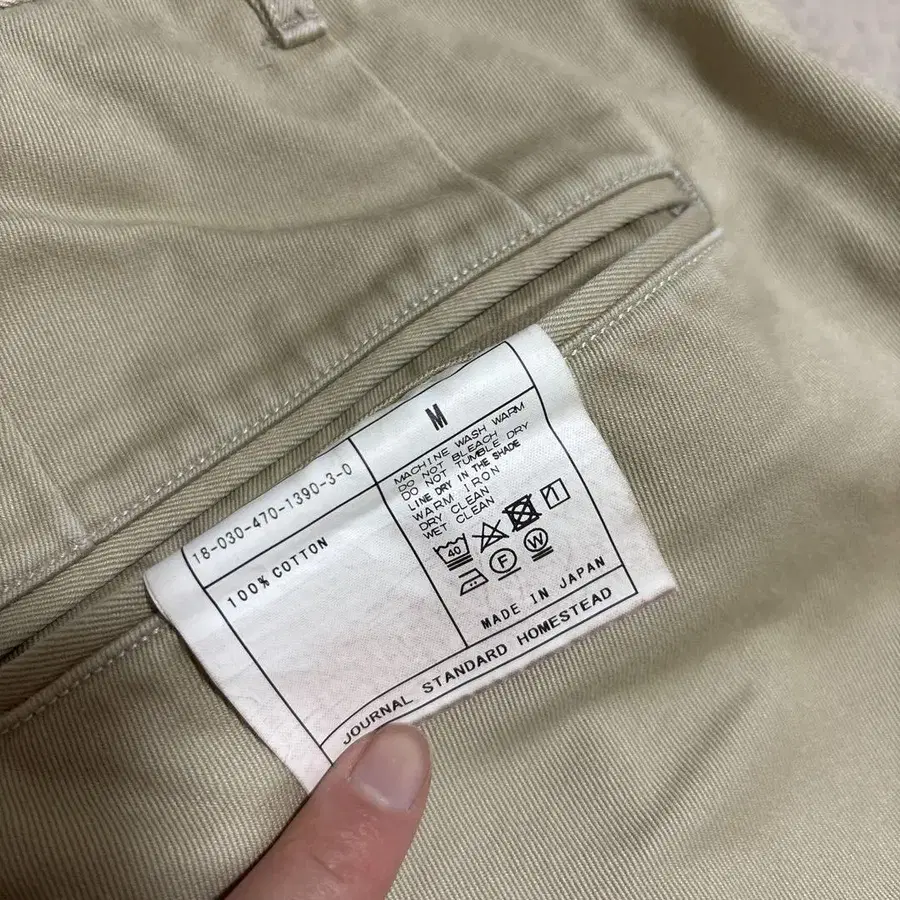 M
18-030-470-1390-3-0
100% COTTON
MACHINE WASH WARM
DO NOT BLEACH
DO NOT TUMBLE DRY
LINE DRY IN THE SHADE
WARM IRON
DRY CLEAN
WET CLEAN
40
F
W
MADE IN JAPAN
JOURNAL STANDARD HOMESTEAD